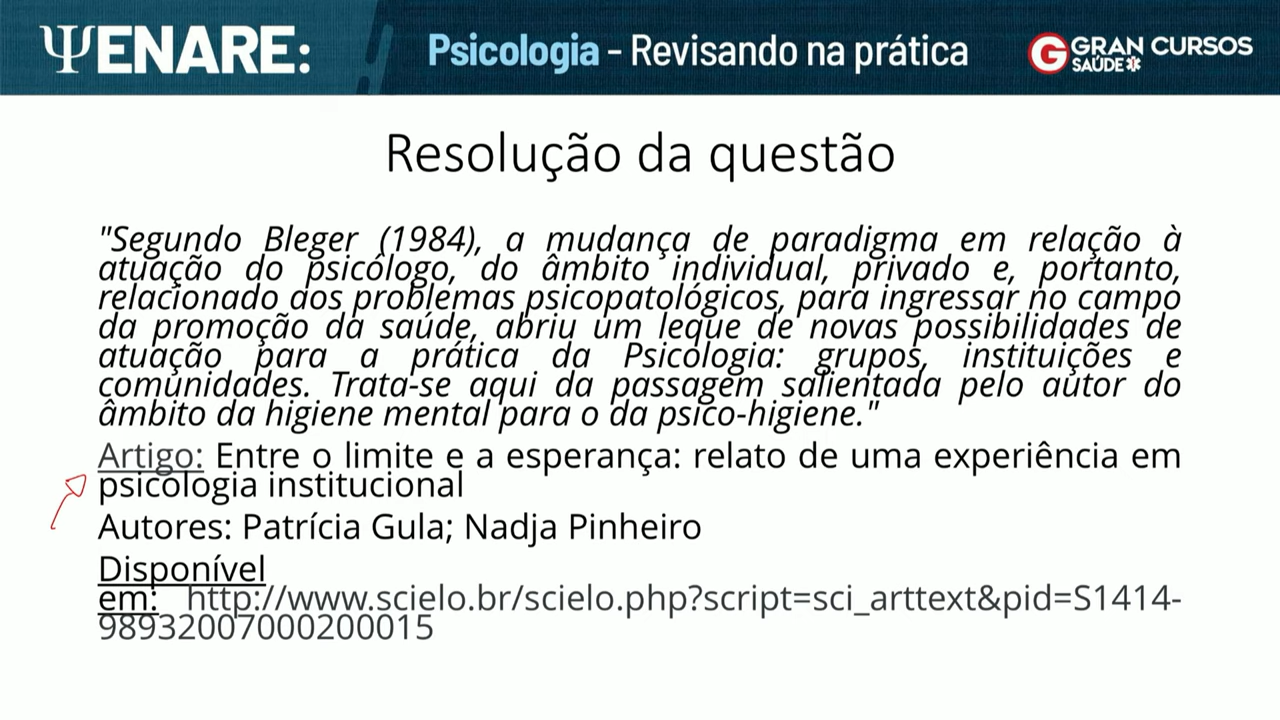 ΨENARE:
Psicologia - Revisando na prática
GRAN CURSOS
SAÚDE
Resolução da questão
"Segundo Bleger (1984), a mudança de paradigma em relação à
atuação do psicólogo, do âmbito individual, privado e, portanto,
relacionado aos problemas psicopatológicos, para ingressar no campo
da promoção da saúde, abriu um leque de novas possibilidades de
atuação para a prática da Psicologia: grupos, instituições e
comunidades. Trata-se aqui da passagem salientada pelo autor do
âmbito da higiene mental para o da psico-higiene."
Artigo: Entre o limite e a esperança: relato de uma experiência em
psicologia institucional
Autores: Patrícia Gula; Nadja Pinheiro
Disponível
em: http://www.scielo.br/scielo.php?script=sci_arttext&pid=S1414-
98932007000200015